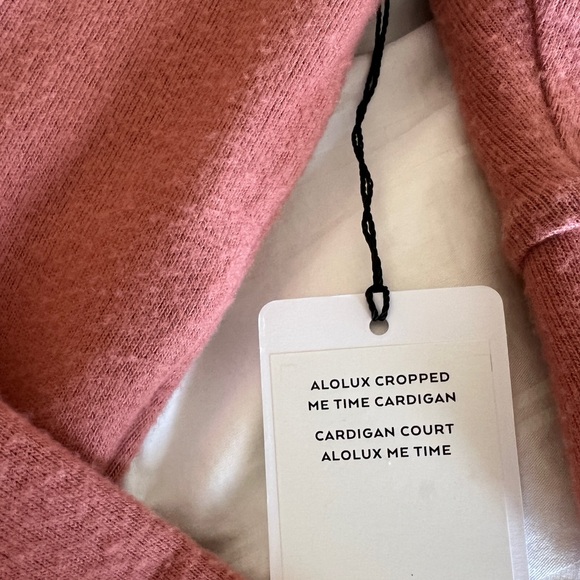 ALOLUX CROPPED
ME TIME CARDIGAN
CARDIGAN COURT
ALOLUX ME TIME